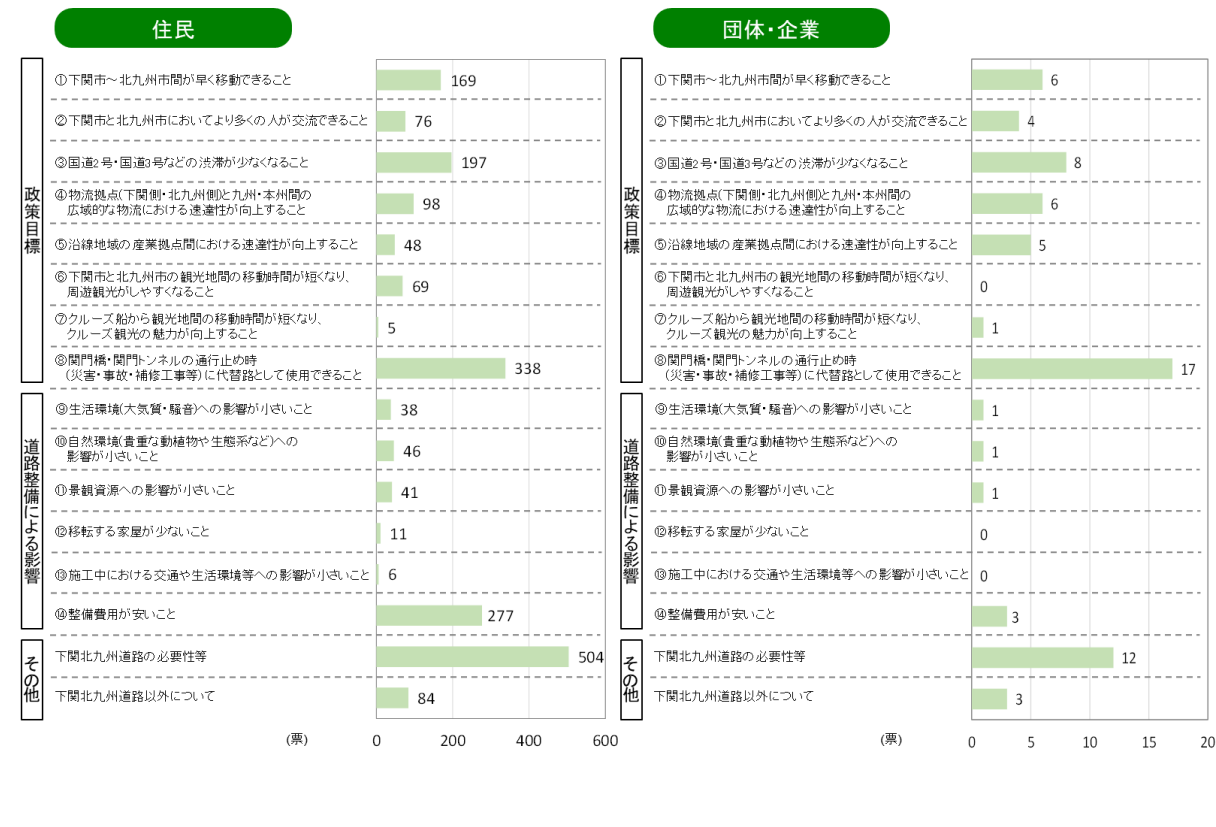 住民
政策目標
①下関市～北九州市間が早く移動できること
169
②下関市と北九州市においてより多くの人が交流できること
76
③国道2号・国道3号などの渋滞が少なくなること
197
④物流拠点(下関側・北九州側)と九州・本州間の
広域的な物流における速達性が向上すること
98
⑤沿線地域の産業拠点間における速達性が向上すること
48
⑥下関市と北九州市の観光地間の移動時間が短くなり、
周遊観光がしやすくなること
69
⑦クルーズ船から観光地間の移動時間が短くなり、
クルーズ観光の魅力が向上すること
5
⑧関門橋・関門トンネルの通行止め時
(災害・事故・補修工事等)に代替路として使用できること
338
道路整備による影響
⑨生活環境(大気質・騒音)への影響が小さいこと
38
⑩自然環境(貴重な動植物や生態系など)への
影響が小さいこと
46
⑪景観資源への影響が小さいこと
41
⑫移転する家屋が少ないこと
11
⑬施工中における交通や生活環境等への影響が小さいこと
6
⑭整備費用が安いこと
277
その他
下関北九州道路の必要性等
504
下関北九州道路以外について
84
(票)
0 200 400 600
団体・企業
政策目標
①下関市～北九州市間が早く移動できること
6
②下関市と北九州市においてより多くの人が交流できること
4
③国道2号・国道3号などの渋滞が少なくなること
8
④物流拠点(下関側・北九州側)と九州・本州間の
広域的な物流における速達性が向上すること
6
⑤沿線地域の産業拠点間における速達性が向上すること
5
⑥下関市と北九州市の観光地間の移動時間が短くなり、
周遊観光がしやすくなること
0
⑦クルーズ船から観光地間の移動時間が短くなり、
クルーズ観光の魅力が向上すること
1
⑧関門橋・関門トンネルの通行止め時
(災害・事故・補修工事等)に代替路として使用できること
17
道路整備による影響
⑨生活環境(大気質・騒音)への影響が小さいこと
1
⑩自然環境(貴重な動植物や生態系など)への
影響が小さいこと
1
⑪景観資源への影響が小さいこと
1
⑫移転する家屋が少ないこと
0
⑬施工中における交通や生活環境等への影響が小さいこと
0
⑭整備費用が安いこと
3
その他
下関北九州道路の必要性等
12
下関北九州道路以外について
3
(票)
0 5 10 15 20